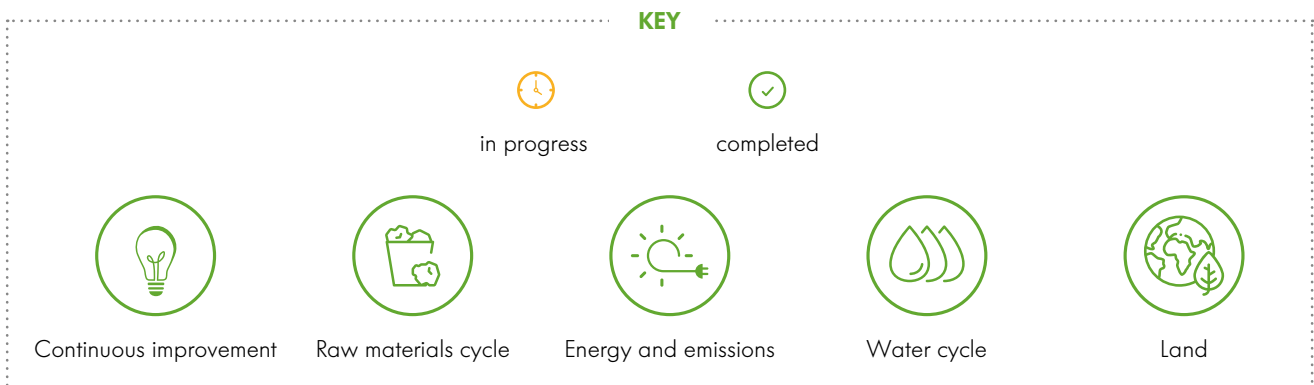 KEY
in progress
completed
Continuous improvement
Raw materials cycle
Energy and emissions
Water cycle
Land